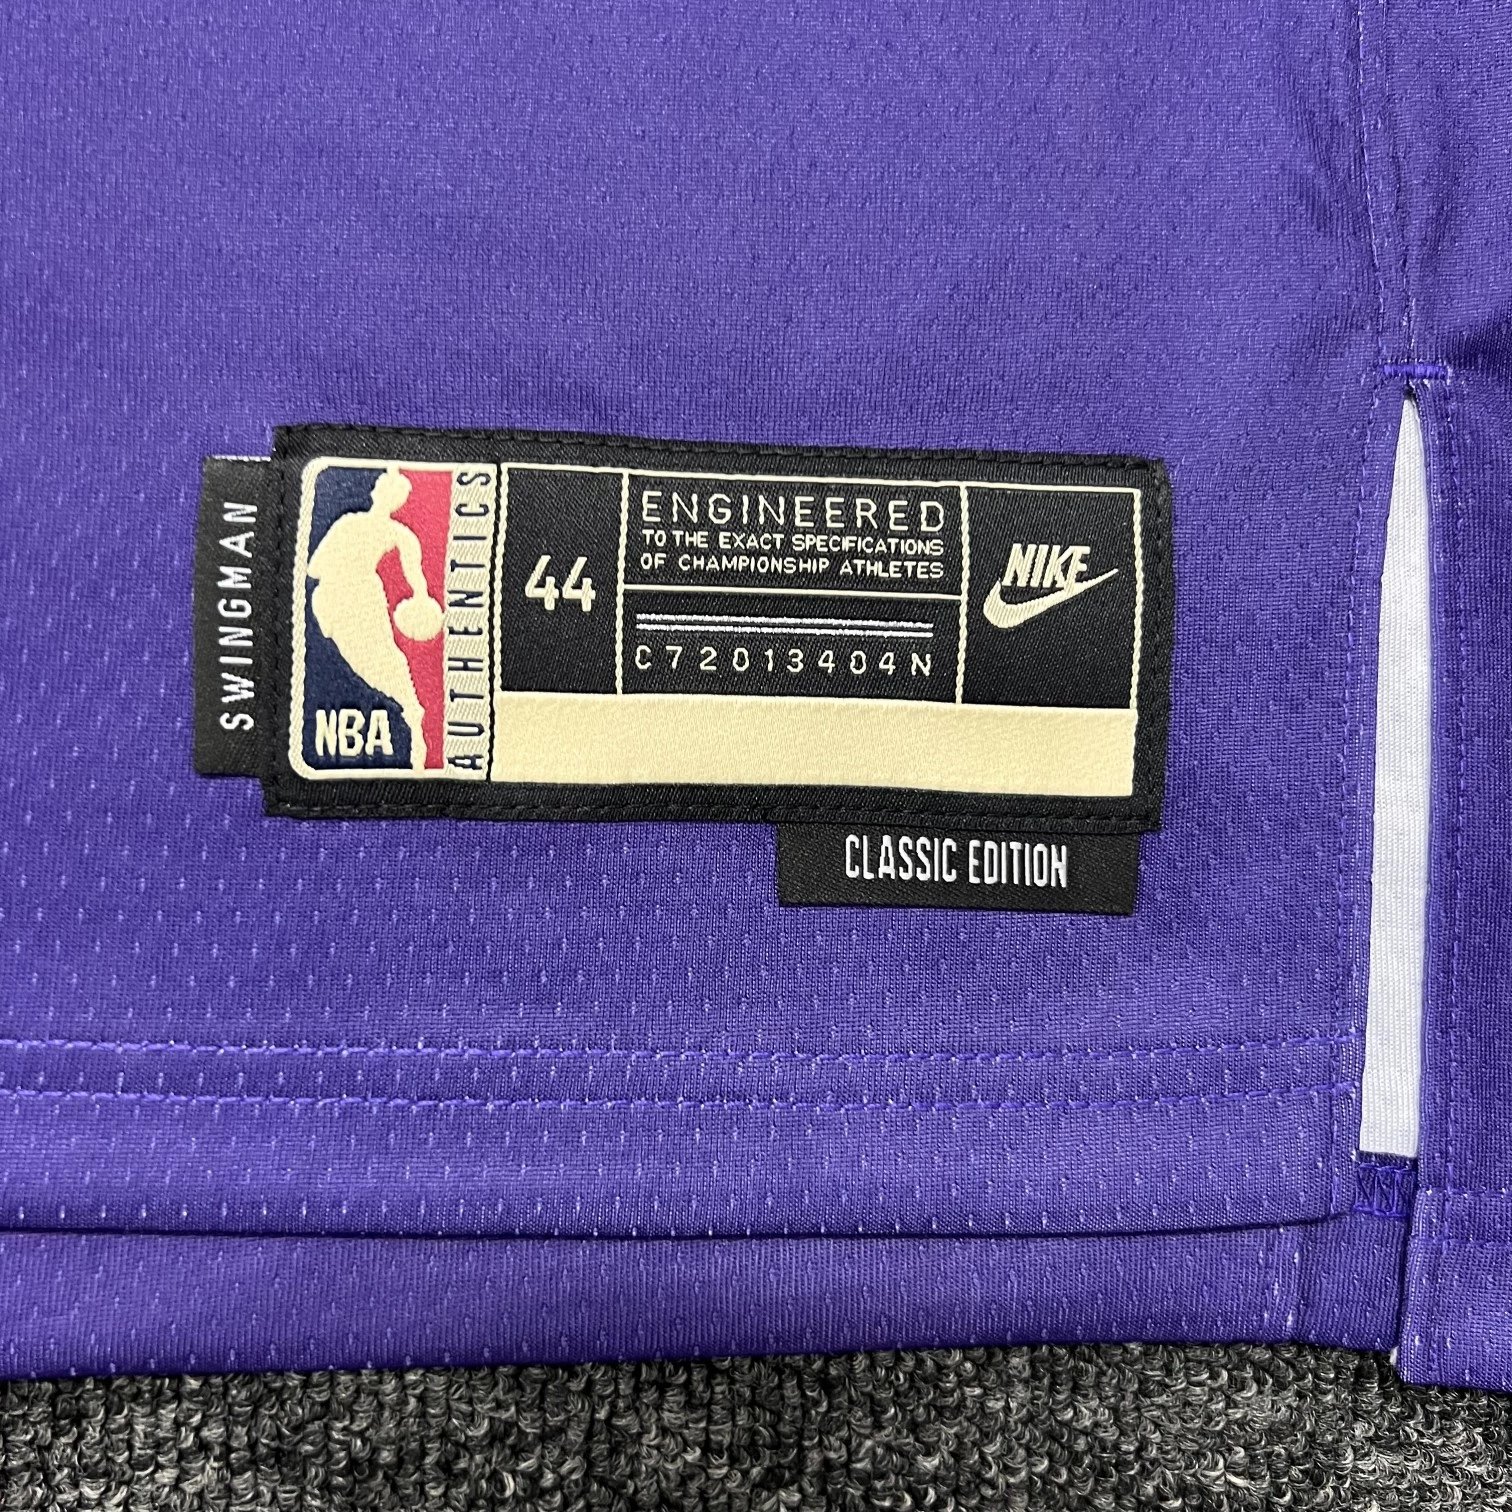 SWINGMAN
NBA
AUTHENTICS
44
ENGINEERED
TO THE EXACT SPECIFICATIONS
OF CHAMPIONSHIP ATHLETES
C72013404N
NIKE
CLASSIC EDITION